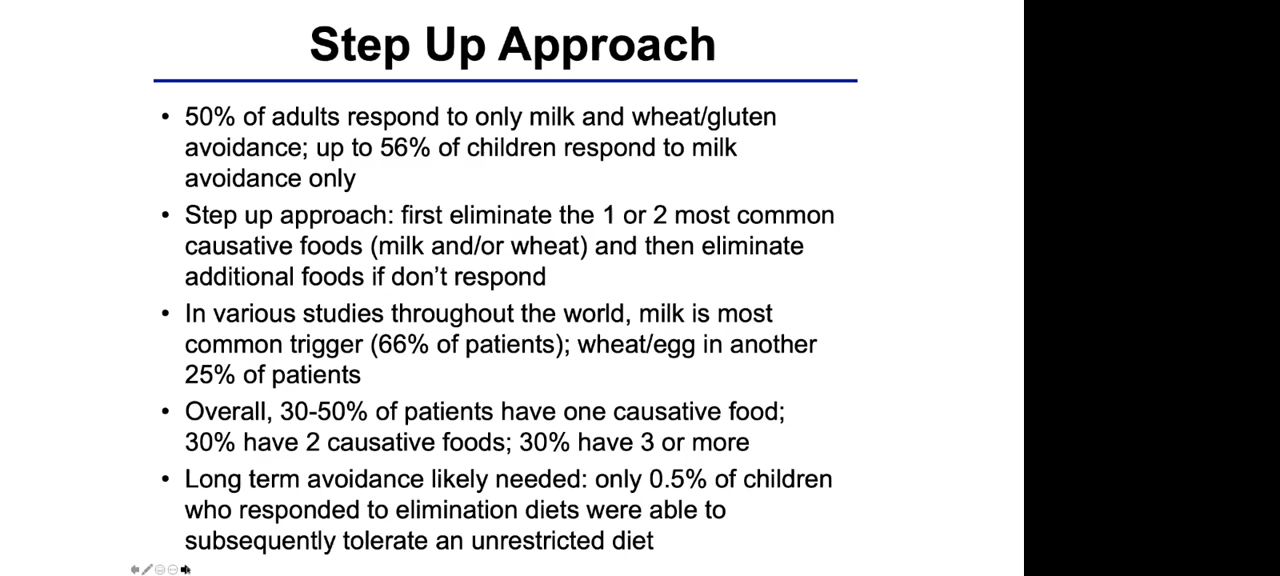 Step Up Approach
• 50% of adults respond to only milk and wheat/gluten
avoidance; up to 56% of children respond to milk
avoidance only
• Step up approach: first eliminate the 1 or 2 most common
causative foods (milk and/or wheat) and then eliminate
additional foods if don’t respond
• In various studies throughout the world, milk is most
common trigger (66% of patients); wheat/egg in another
25% of patients
• Overall, 30-50% of patients have one causative food;
30% have 2 causative foods; 30% have 3 or more
• Long term avoidance likely needed: only 0.5% of children
who responded to elimination diets were able to
subsequently tolerate an unrestricted diet